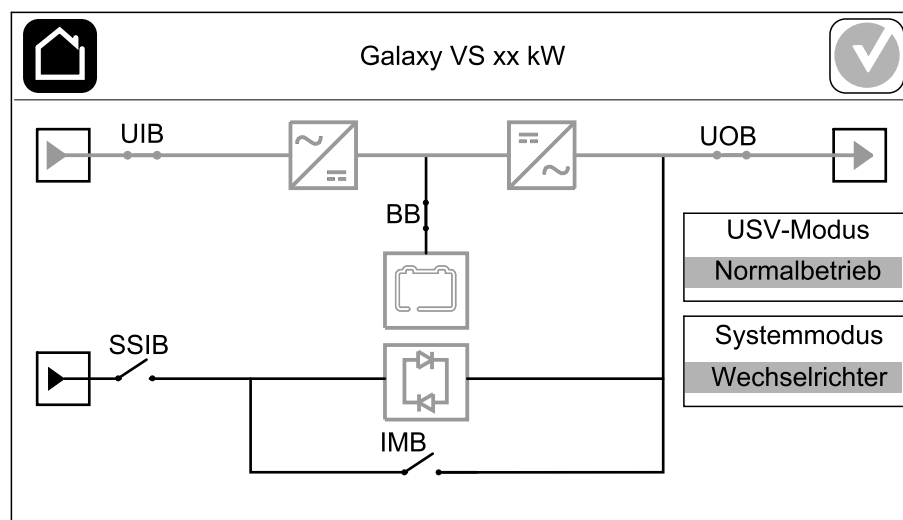 Galaxy VS xx kW
UIB
UOB
BB
USV-Modus
Normalbetrieb
SSIB
Systemmodus
Wechselrichter
IMB